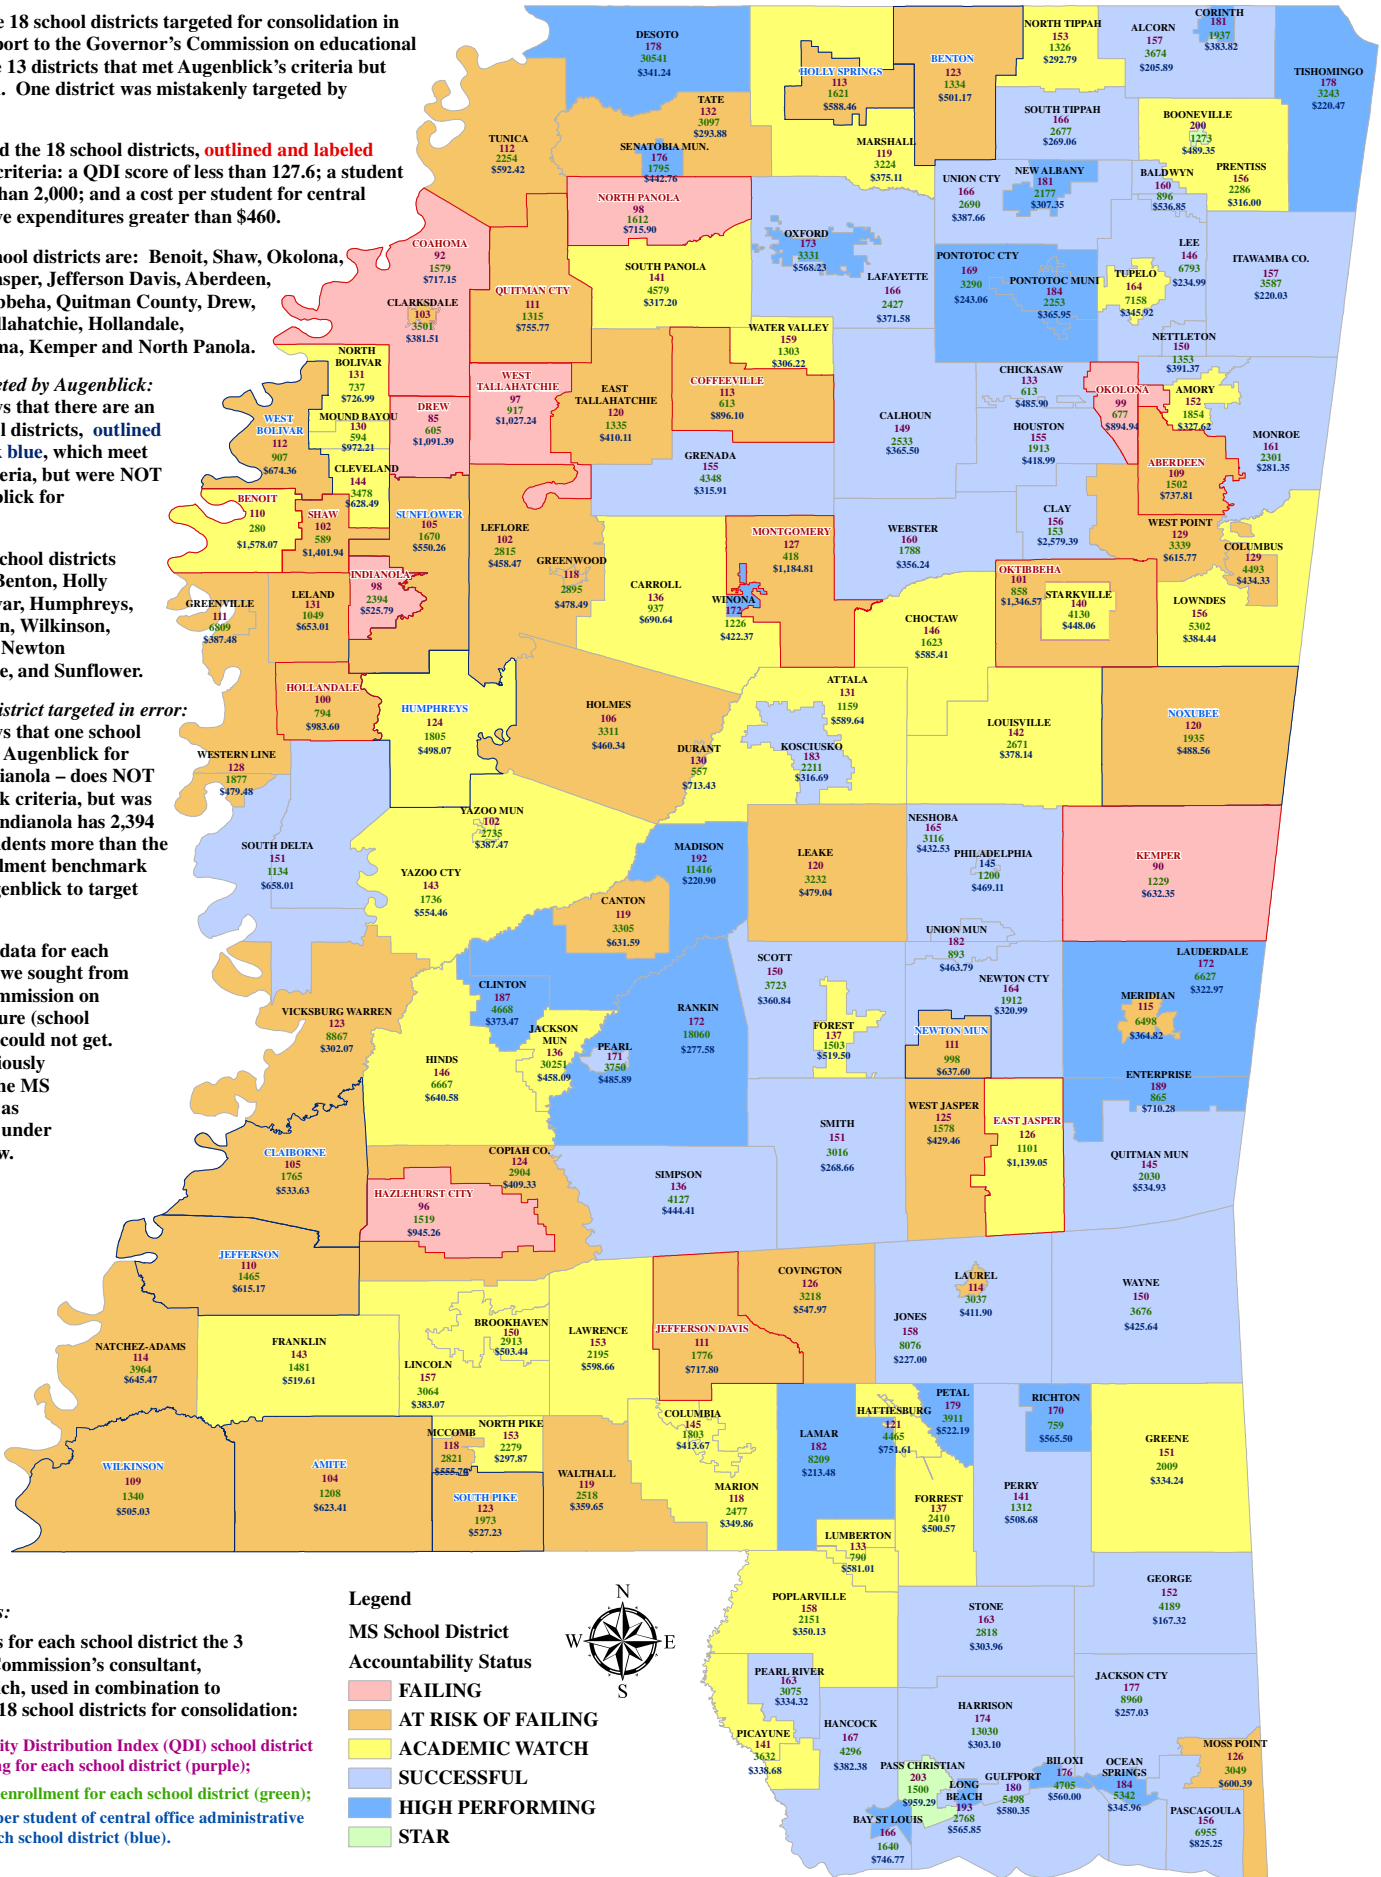 e 18 school districts targeted for consolidation in
port to the Governor's Commission on educational
e 13 districts that met Augenblick's criteria but
. One district was mistakenly targeted by
d the 18 school districts, outlined and labeled
criteria: a QDI score of less than 127.6; a student
han 2,000; and a cost per student for central
ve expenditures greater than $460.
hool districts are: Benoit, Shaw, Okolona,
asper, Jefferson Davis, Aberdeen,
bbeha, Quitman County, Drew,
llahatchie, Hollandale,
ma, Kemper and North Panola.
eted by Augenblick:
ws that there are an
l districts, outlined
k blue, which meet
teria, but were NOT
blick for
school districts
Benton, Holly
var, Humphreys,
n, Wilkinson,
Newton
e, and Sunflower.
istrict targeted in error:
ws that one school
Augenblick for
dianola – does NOT
k criteria, but was
Indianola has 2,394
udents more than the
llment benchmark
genblick to target
data for each
we sought from
mmission on
ure (school
could not get.
iously
he MS
as
under
w.
DESOTO
178
30541
$341.24
HOLLY SPRINGS
113
1621
$588.46
BENTON
123
1334
$501.17
NORTH TIPPAH
153
1326
$292.79
ALCORN
157
3674
$205.89
CORINTH
181
1937
$383.82
TISHOMINGO
178
3243
$220.47
TUNICA
112
2254
$592.42
TATE
132
3097
$293.88
SENATOBIA MUN.
176
1795
$442.76
MARSHALL
119
3224
$375.11
SOUTH TIPPAH
166
2677
$269.06
BOONEVILLE
200
1273
$489.35
PRENTISS
156
2286
$316.00
BALDWYN
160
896
$536.85
UNION CTY
166
2690
$387.66
NEW ALBANY
181
2177
$307.35
NORTH PANOLA
98
1612
$715.90
COAHOMA
92
1579
$717.15
CLARKSDALE
103
3501
$381.51
QUITMAN CTY
111
1315
$755.77
SOUTH PANOLA
141
4579
$317.20
OXFORD
173
3331
$568.23
LAFAYETTE
166
2427
$371.58
PONTOTOC CTY
169
3290
$243.06
PONTOTOC MUNI
184
2253
$365.95
TUPELO
164
7158
$345.92
LEE
146
6793
$234.99
ITAWAMBA CO.
157
3587
$220.03
NETTLETON
150
1353
$391.37
WATER VALLEY
159
1303
$306.22
NORTH
BOLIVAR
131
737
$726.99
MOUND BAYOU
130
594
$972.21
WEST
BOLIVAR
112
907
$674.36
CLEVELAND
144
3478
$628.49
DREW
85
605
$1,091.39
WEST
TALLAHATCHIE
97
917
$1,027.24
EAST
TALLAHATCHIE
120
1335
$410.11
COFFEEVILLE
113
613
$896.10
GRENADA
155
4348
$315.91
CALHOUN
149
2533
$365.50
CHICKASAW
133
613
$485.90
HOUSTON
155
1913
$418.99
OKOLONA
99
677
$894.94
AMORY
152
1854
$327.62
MONROE
161
2301
$281.35
ABERDEEN
109
1502
$737.81
BENOIT
110
280
$1,578.07
SHAW
102
589
$1,401.94
SUNFLOWER
105
1670
$550.26
INDIANOLA
98
2394
$525.79
LEFLORE
102
2815
$458.47
GREENWOOD
118
2895
$478.49
CARROLL
136
937
$690.64
MONTGOMERY
127
418
$1,184.81
WINONA
172
1226
$422.37
WEBSTER
160
1788
$356.24
CLAY
156
153
$2,579.39
WEST POINT
129
3339
$615.77
COLUMBUS
129
4493
$434.33
OKTIBBEHA
101
858
$1,346.57
STARKVILLE
140
4130
$448.06
LOWNDES
156
5302
$384.44
CHOCTAW
146
1623
$585.41
GREENVILLE
111
6809
$387.48
LELAND
131
1049
$653.01
HOLLANDALE
100
794
$983.60
WESTERN LINE
128
1877
$479.48
HUMPHREYS
124
1805
$498.07
HOLMES
106
3311
$460.34
DURANT
130
557
$713.43
ATTALA
131
1159
$589.64
KOSCIUSKO
183
2211
$316.69
LOUISVILLE
142
2671
$378.14
NOXUBEE
120
1935
$488.56
SOUTH DELTA
151
1134
$658.01
YAZOO MUN
102
2735
$387.47
YAZOO CTY
143
1736
$554.46
MADISON
192
11416
$220.90
CANTON
119
3305
$631.59
LEAKE
120
3232
$479.04
NESHOBA
165
3116
$432.53
PHILADELPHIA
145
1200
$469.11
KEMPER
90
1229
$632.35
UNION MUN
182
893
$463.79
VICKSBURG WARREN
123
8867
$302.07
CLINTON
187
4668
$373.47
HINDS
146
6667
$640.58
JACKSON
MUN
136
30251
$458.09
PEARL
171
3750
$485.89
RANKIN
172
18060
$277.58
SCOTT
150
3723
$360.84
FOREST
137
1503
$519.50
NEWTON CTY
164
1912
$320.99
NEWTON MUN
111
998
$637.60
LAUDERDALE
172
6627
$322.97
MERIDIAN
115
6498
$364.82
ENTERPRISE
189
865
$710.28
CLAIBORNE
105
1765
$533.63
COPIAH CO.
124
2904
$409.33
HAZLEHURST CITY
96
1519
$945.26
SIMPSON
136
4127
$444.41
SMITH
151
3016
$268.66
WEST JASPER
125
1578
$429.46
EAST JASPER
126
1101
$1,139.05
QUITMAN MUN
145
2030
$534.93
JEFFERSON
110
1465
$615.17
NATCHEZ-ADAMS
114
3964
$645.47
FRANKLIN
143
1481
$519.61
BROOKHAVEN
150
2913
$503.44
LINCOLN
157
3064
$383.07
LAWRENCE
153
2195
$598.66
JEFFERSON DAVIS
111
1776
$717.80
COVINGTON
126
3218
$547.97
JONES
158
8076
$227.00
LAUREL
114
3037
$411.90
WAYNE
150
3676
$425.64
WILKINSON
109
1340
$505.03
AMITE
104
1208
$623.41
MCCOMB
118
2821
$555.76
NORTH PIKE
153
2279
$297.87
SOUTH PIKE
123
1973
$527.23
WALTHALL
119
2518
$359.65
COLUMBIA
145
1803
$413.67
MARION
118
2477
$349.86
LAMAR
182
8209
$213.48
HATTIESBURG
121
4465
$751.61
PETAL
179
3911
$522.19
RICHTON
170
759
$565.50
FORREST
137
2410
$500.57
PERRY
141
1312
$508.68
GREENE
151
2009
$334.24
LUMBERTON
133
790
$581.01
POPLARVILLE
158
2151
$350.13
STONE
163
2818
$303.96
GEORGE
152
4189
$167.32
PEARL RIVER
163
3075
$334.32
PICAYUNE
141
3632
$338.68
HANCOCK
167
4296
$382.38
HARRISON
174
13030
$303.10
JACKSON CTY
177
8960
$257.03
PASS CHRISTIAN
203
1500
$959.29
LONG
BEACH
193
2768
$565.85
GULFPORT
180
5498
$580.35
BILOXI
176
4705
$560.00
OCEAN
SPRINGS
184
5342
$345.96
MOSS POINT
126
3049
$600.39
PASCAGOULA
156
6955
$825.25
BAY ST LOUIS
166
1640
$746.77
s:
s for each school district the 3
Commission's consultant,
ch, used in combination to
18 school districts for consolidation:
ity Distribution Index (QDI) school district
ng for each school district (purple);
enrollment for each school district (green);
per student of central office administrative
ch school district (blue).
Legend
MS School District
Accountability Status
FAILING
AT RISK OF FAILING
ACADEMIC WATCH
SUCCESSFUL
HIGH PERFORMING
STAR
N
W E
S